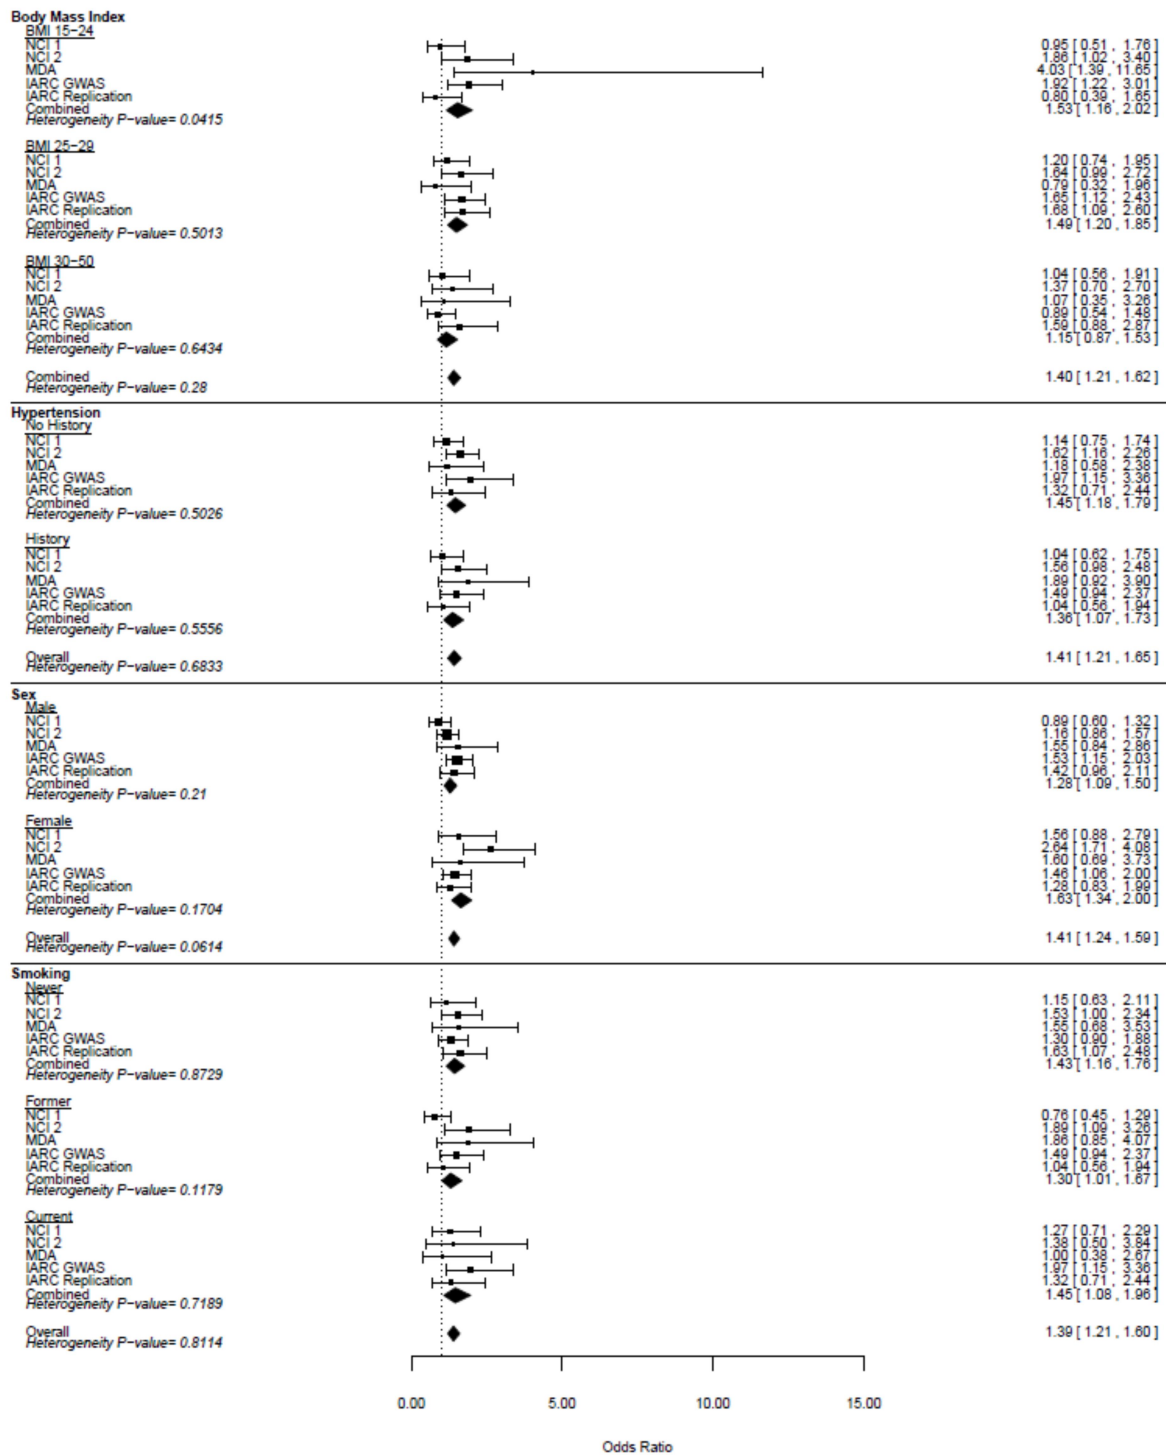 Body Mass Index
BMI 15−24
NCI 1 0.95 [ 0.51 , 1.76 ]
NCI 2 1.86 [ 1.02 , 3.40 ]
MDA 4.03 [ 1.39 , 11.65 ]
IARC GWAS 1.92 [ 1.22 , 3.01 ]
IARC Replication 0.80 [ 0.39 , 1.65 ]
Combined 1.53 [ 1.16 , 2.02 ]
Heterogeneity P−value= 0.0415
BMI 25−29
NCI 1 1.20 [ 0.74 , 1.95 ]
NCI 2 1.64 [ 0.99 , 2.72 ]
MDA 0.79 [ 0.32 , 1.96 ]
IARC GWAS 1.65 [ 1.12 , 2.43 ]
IARC Replication 1.68 [ 1.09 , 2.60 ]
Combined 1.49 [ 1.20 , 1.85 ]
Heterogeneity P−value= 0.5013
BMI 30−50
NCI 1 1.04 [ 0.56 , 1.91 ]
NCI 2 1.37 [ 0.70 , 2.70 ]
MDA 1.07 [ 0.35 , 3.26 ]
IARC GWAS 0.89 [ 0.54 , 1.48 ]
IARC Replication 1.59 [ 0.88 , 2.87 ]
Combined 1.15 [ 0.87 , 1.53 ]
Heterogeneity P−value= 0.6434
Combined 1.40 [ 1.21 , 1.62 ]
Heterogeneity P−value= 0.28
Hypertension
No History
NCI 1 1.14 [ 0.75 , 1.74 ]
NCI 2 1.62 [ 1.16 , 2.26 ]
MDA 1.18 [ 0.58 , 2.38 ]
IARC GWAS 1.97 [ 1.15 , 3.36 ]
IARC Replication 1.32 [ 0.71 , 2.44 ]
Combined 1.45 [ 1.18 , 1.79 ]
Heterogeneity P−value= 0.5026
History
NCI 1 1.04 [ 0.62 , 1.75 ]
NCI 2 1.56 [ 0.98 , 2.48 ]
MDA 1.89 [ 0.92 , 3.90 ]
IARC GWAS 1.49 [ 0.94 , 2.37 ]
IARC Replication 1.04 [ 0.56 , 1.94 ]
Combined 1.36 [ 1.07 , 1.73 ]
Heterogeneity P−value= 0.5556
Overall 1.41 [ 1.21 , 1.65 ]
Heterogeneity P−value= 0.6833
Sex
Male
NCI 1 0.89 [ 0.60 , 1.32 ]
NCI 2 1.16 [ 0.86 , 1.57 ]
MDA 1.55 [ 0.84 , 2.86 ]
IARC GWAS 1.53 [ 1.15 , 2.03 ]
IARC Replication 1.42 [ 0.96 , 2.11 ]
Combined 1.28 [ 1.09 , 1.50 ]
Heterogeneity P−value= 0.21
Female
NCI 1 1.56 [ 0.88 , 2.79 ]
NCI 2 2.64 [ 1.71 , 4.08 ]
MDA 1.60 [ 0.69 , 3.73 ]
IARC GWAS 1.46 [ 1.06 , 2.00 ]
IARC Replication 1.28 [ 0.83 , 1.99 ]
Combined 1.63 [ 1.34 , 2.00 ]
Heterogeneity P−value= 0.1704
Overall 1.41 [ 1.24 , 1.59 ]
Heterogeneity P−value= 0.0614
Smoking
Never
NCI 1 1.15 [ 0.63 , 2.11 ]
NCI 2 1.53 [ 1.00 , 2.34 ]
MDA 1.55 [ 0.68 , 3.53 ]
IARC GWAS 1.30 [ 0.90 , 1.88 ]
IARC Replication 1.63 [ 1.07 , 2.48 ]
Combined 1.43 [ 1.16 , 1.76 ]
Heterogeneity P−value= 0.8729
Former
NCI 1 0.76 [ 0.45 , 1.29 ]
NCI 2 1.89 [ 1.09 , 3.26 ]
MDA 1.86 [ 0.85 , 4.07 ]
IARC GWAS 1.49 [ 0.94 , 2.37 ]
IARC Replication 1.04 [ 0.56 , 1.94 ]
Combined 1.30 [ 1.01 , 1.67 ]
Heterogeneity P−value= 0.1179
Current
NCI 1 1.27 [ 0.71 , 2.29 ]
NCI 2 1.38 [ 0.50 , 3.84 ]
MDA 1.00 [ 0.38 , 2.67 ]
IARC GWAS 1.97 [ 1.15 , 3.36 ]
IARC Replication 1.32 [ 0.71 , 2.44 ]
Combined 1.45 [ 1.08 , 1.96 ]
Heterogeneity P−value= 0.7189
Overall 1.39 [ 1.21 , 1.60 ]
Heterogeneity P−value= 0.8114
0.00 5.00 10.00 15.00
Odds Ratio